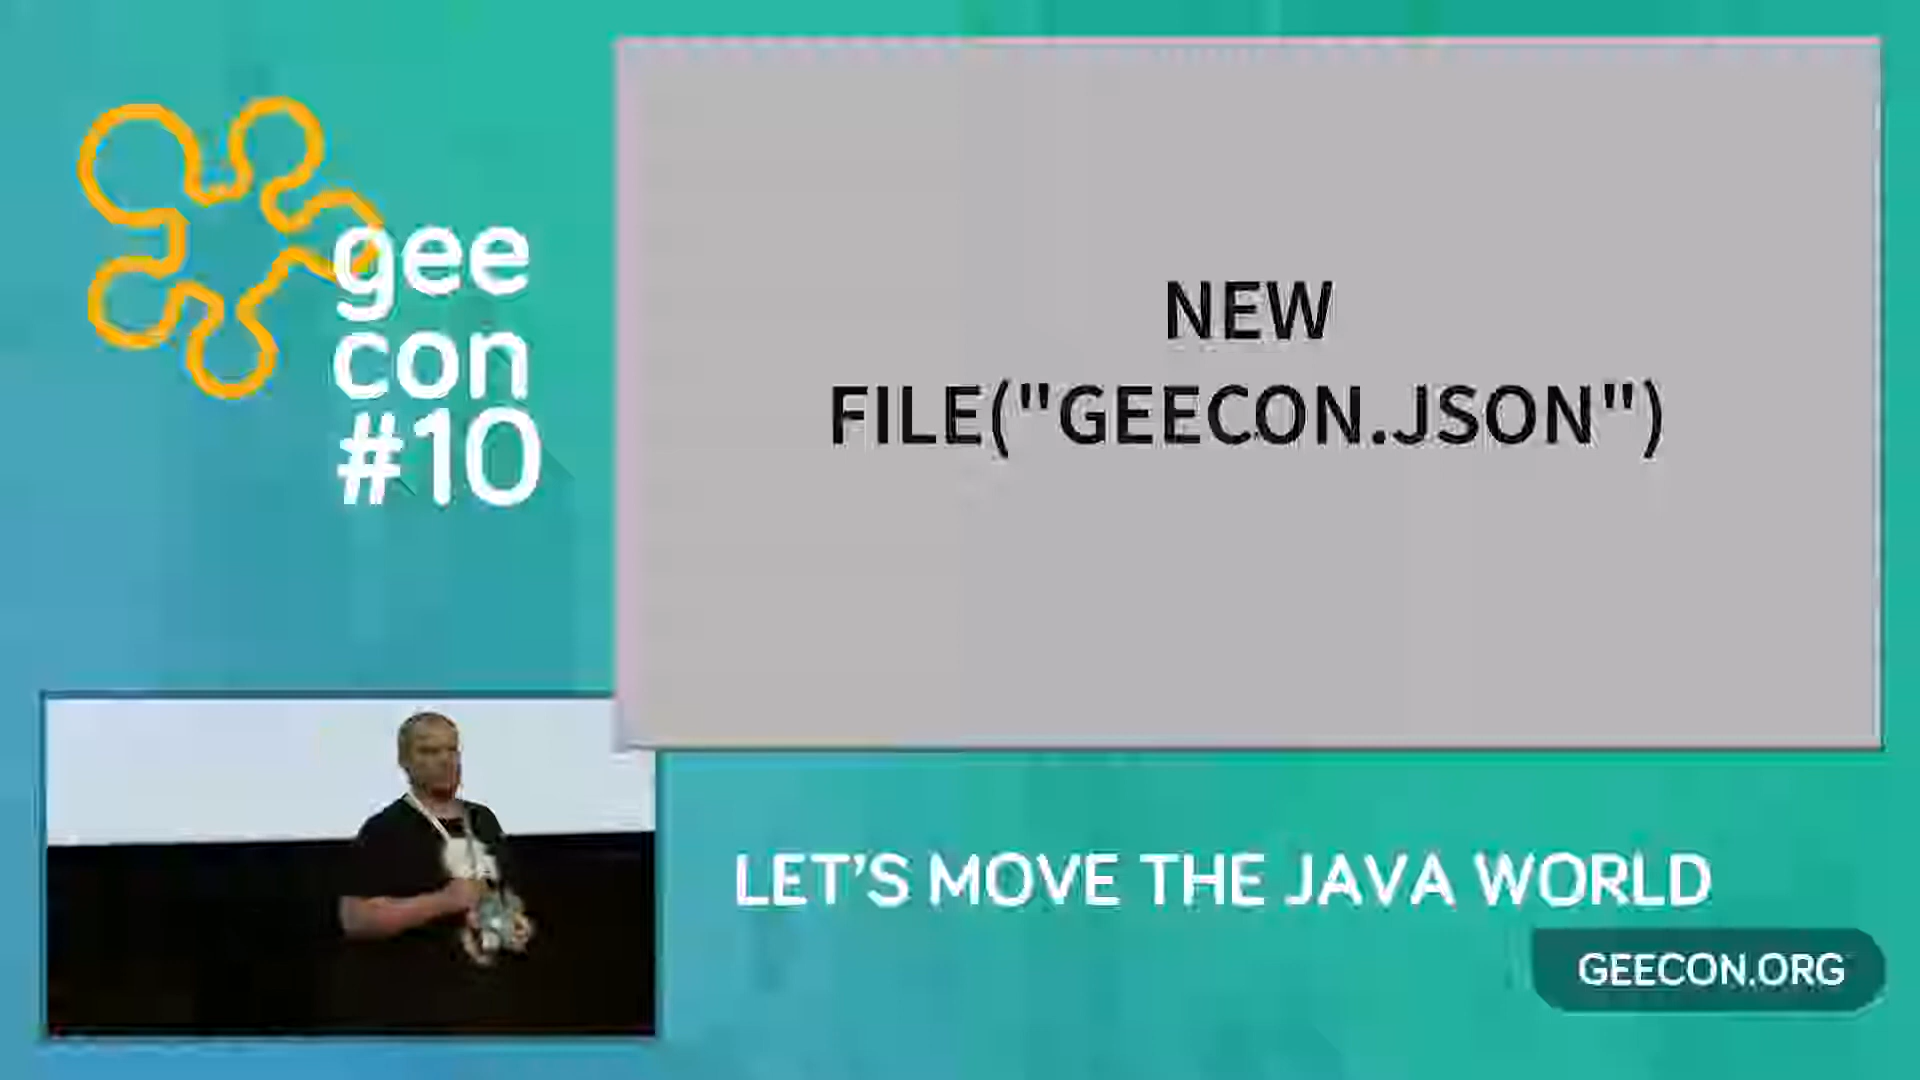 gee
con
#10
NEW
FILE("GEECON.JSON")
LET'S MOVE THE JAVA WORLD
GEECON.ORG